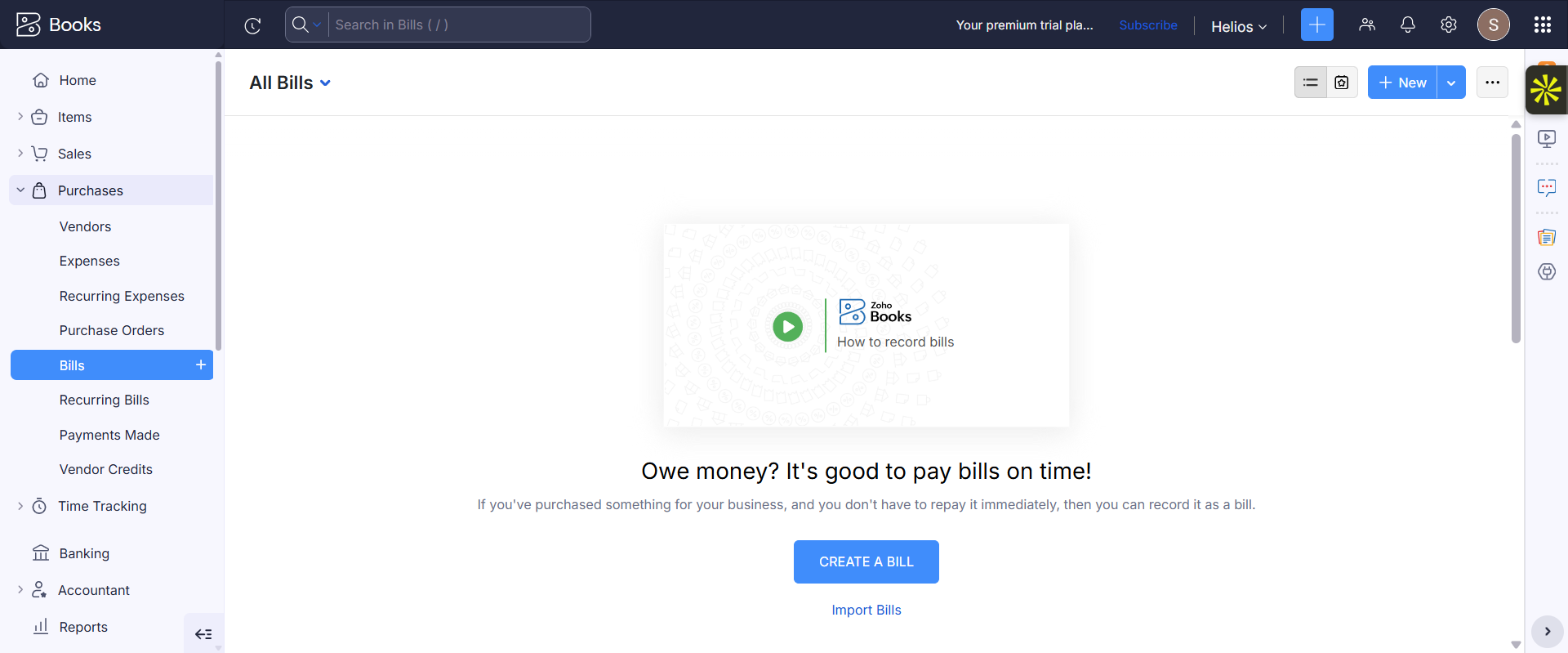 Books
Search in Bills ( / )
Your premium trial pla...
Subscribe
Helios
S
Home
Items
Sales
Purchases
Vendors
Expenses
Recurring Expenses
Purchase Orders
Bills
Recurring Bills
Payments Made
Vendor Credits
Time Tracking
Banking
Accountant
Reports
All Bills
New
Zoho
Books
How to record bills
Owe money? It's good to pay bills on time!
If you've purchased something for your business, and you don't have to repay it immediately, then you can record it as a bill.
CREATE A BILL
Import Bills